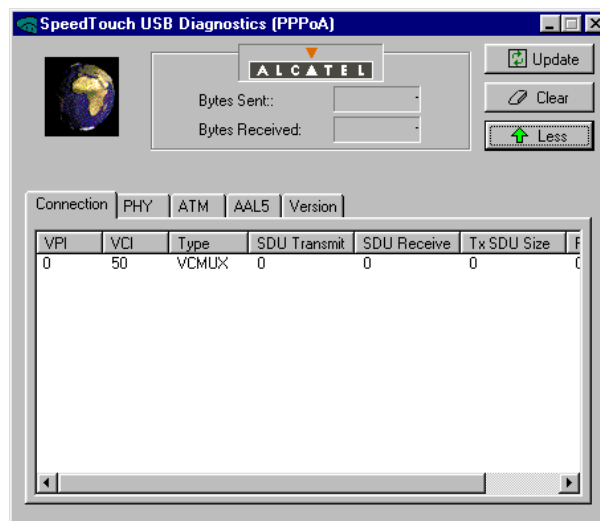 SpeedTouch USB Diagnostics (PPPoA)
ALCATEL
Bytes Sent:: -
Bytes Received: -
Update
Clear
Less
Connection PHY ATM AAL5 Version
VPI VCI Type SDU Transmit SDU Receive Tx SDU Size
0 50 VCMUX 0 0 0